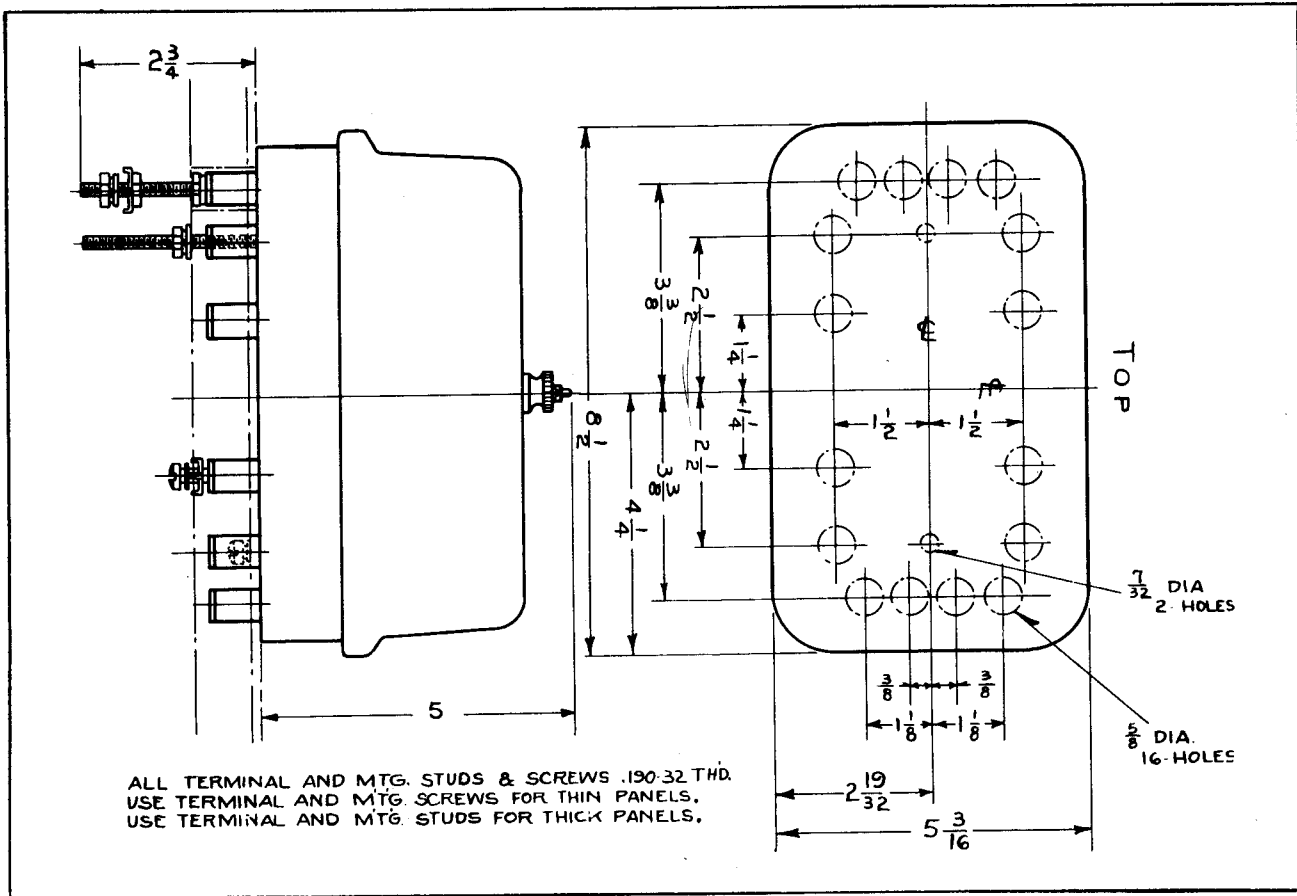 2 3/4
3 3/8
2 1/2
1 1/4
℄
℄
TOP
1 1/2
1 1/2
1 1/4
2 1/2
3 3/8
8 1/2
4 1/4
7/32 DIA
2-HOLES
3/8
3/8
1 1/8
1 1/8
5/8 DIA.
16-HOLES
5
2 19/32
5 3/16
ALL TERMINAL AND MTG. STUDS & SCREWS .190-32 THD.
USE TERMINAL AND MTG. SCREWS FOR THIN PANELS.
USE TERMINAL AND MTG. STUDS FOR THICK PANELS.